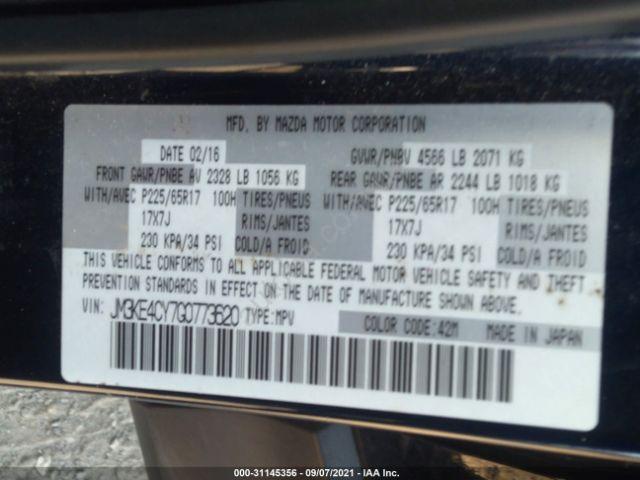 MFD. BY MAZDA MOTOR CORPORATION
DATE 02/16 GVWR/PNBV 4566 LB 2071 KG
FRONT GAWR/PNBE AV 2328 LB 1056 KG REAR GAWR/PNBE AR 2244 LB 1018 KG
WITH/AVEC P225/65R17 100H TIRES/PNEUS WITH/AVEC P225/65R17 100H TIRES/PNEUS
17X7J RIMS/JANTES 17X7J RIMS/JANTES
230 KPA/34 PSI COLD/A FROID 230 KPA/34 PSI COLD/A FROID
THIS VEHICLE CONFORMS TO ALL APPLICABLE FEDERAL MOTOR VEHICLE SAFETY AND THEFT
PREVENTION STANDARDS IN EFFECT ON THE DATE OF MANUFACTURE SHOWN ABOVE.
VIN: JM3KE4CY7G0773620 TYPE: MPV COLOR CODE: 42M MADE IN JAPAN
000-31145356 - 09/07/2021 - IAA Inc.